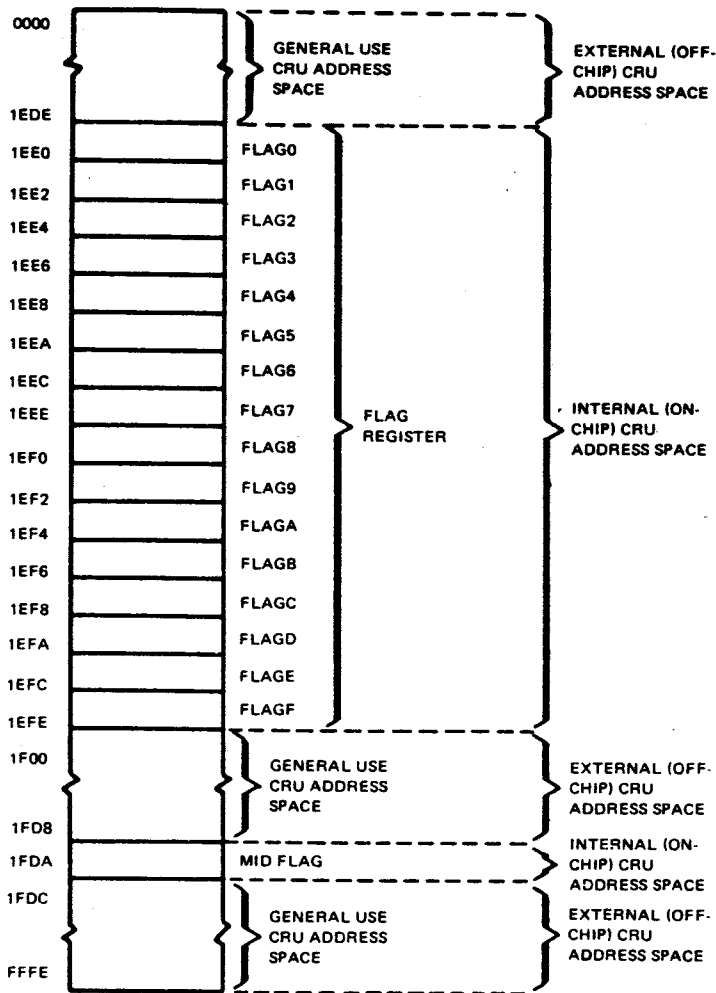 0000
GENERAL USE
CRU ADDRESS
SPACE
EXTERNAL (OFF-
CHIP) CRU
ADDRESS SPACE
1EDE
1EE0
FLAG0
1EE2
FLAG1
1EE4
FLAG2
1EE6
FLAG3
1EE8
FLAG4
1EEA
FLAG5
1EEC
FLAG6
1EEE
FLAG7
FLAG
REGISTER
INTERNAL (ON-
CHIP) CRU
ADDRESS SPACE
1EF0
FLAG8
1EF2
FLAG9
1EF4
FLAGA
1EF6
FLAGB
1EF8
FLAGC
1EFA
FLAGD
1EFC
FLAGE
1EFE
FLAGF
1F00
GENERAL USE
CRU ADDRESS
SPACE
EXTERNAL (OFF-
CHIP) CRU
ADDRESS SPACE
1FD8
1FDA
MID FLAG
INTERNAL (ON-
CHIP) CRU
ADDRESS SPACE
1FDC
GENERAL USE
CRU ADDRESS
SPACE
EXTERNAL (OFF-
CHIP) CRU
ADDRESS SPACE
FFFE